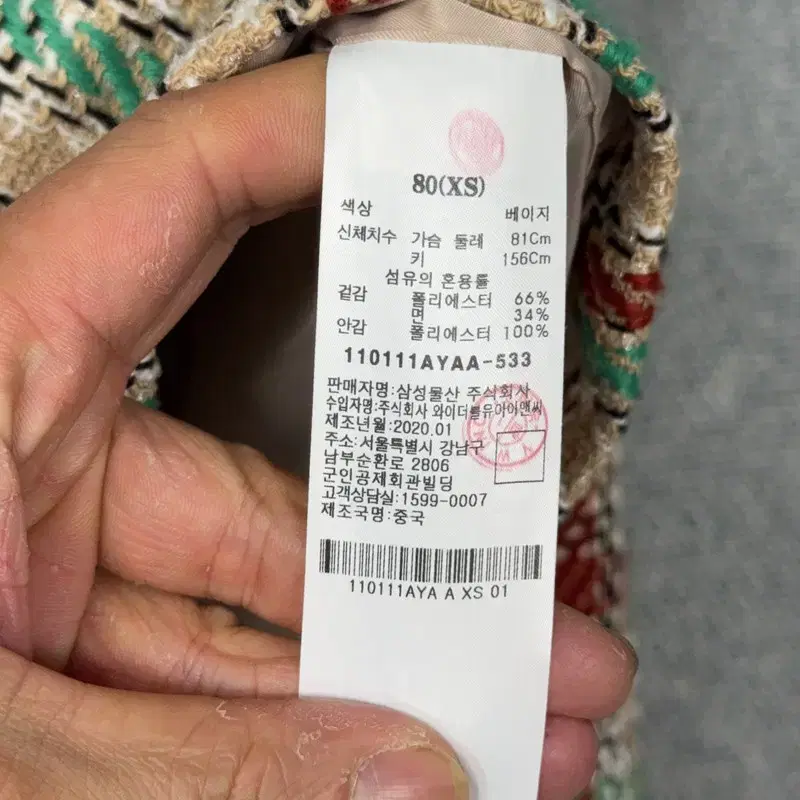 80(XS)
색상 베이지
신체치수 가슴 둘레 81Cm
키 156Cm
섬유의 혼용률
겉감 폴리에스터 66%
면 34%
안감 폴리에스터 100%
110111AYAA-533
판매자명:삼성물산 주식회사
수입자명:주식회사 와이더블유아이앤씨
제조년월:2020.01
주소:서울특별시 강남구
남부순환로 2806
군인공제회관빌딩
고객상담실:1599-0007
제조국명:중국
110111AYA A XS 01